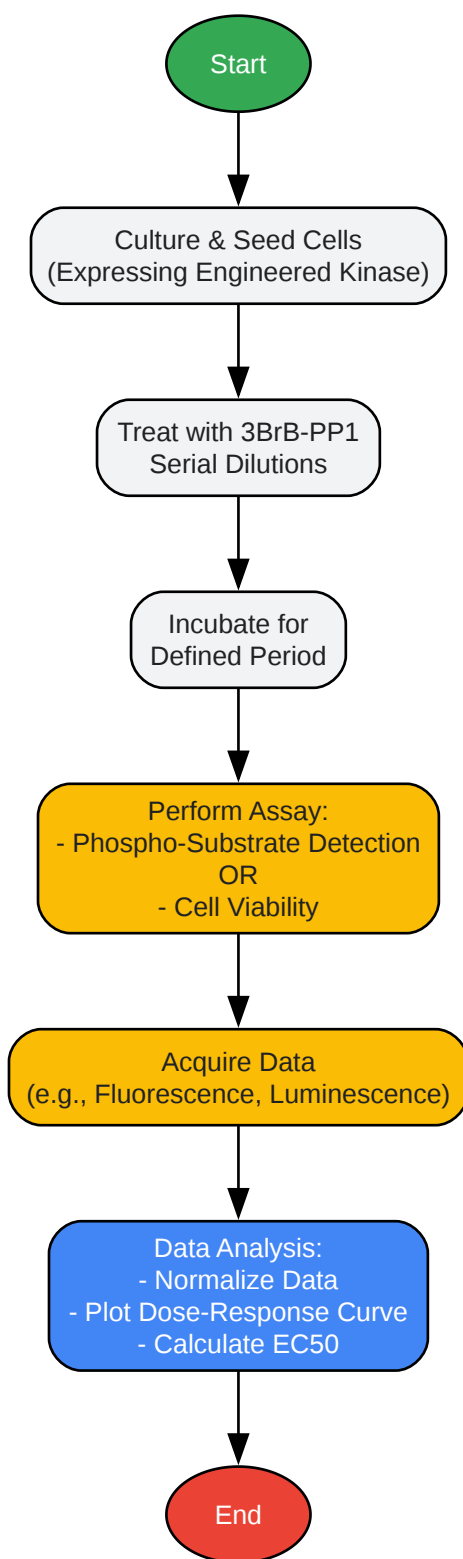 Start
Culture & Seed Cells
(Expressing Engineered Kinase)
Treat with 3BrB-PP1
Serial Dilutions
Incubate for
Defined Period
Perform Assay:
- Phospho-Substrate Detection
OR
- Cell Viability
Acquire Data
(e.g., Fluorescence, Luminescence)
Data Analysis:
- Normalize Data
- Plot Dose-Response Curve
- Calculate EC50
End